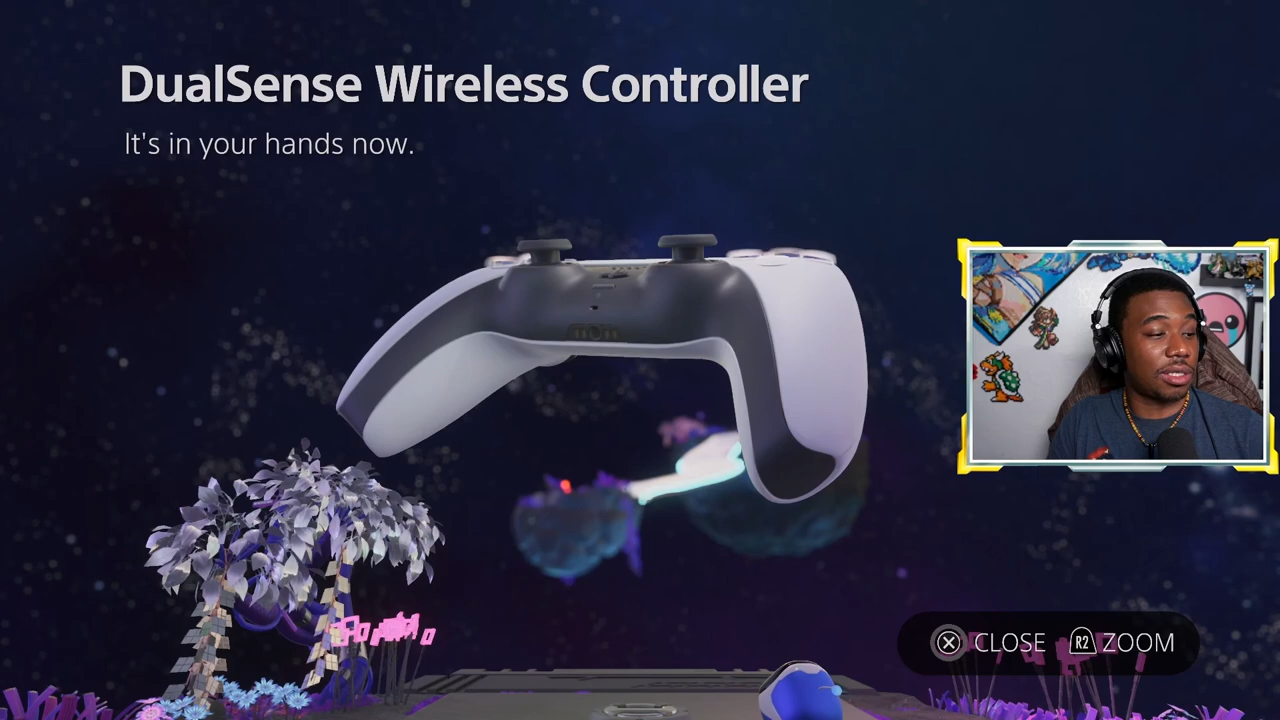 DualSense Wireless Controller
It's in your hands now.
CLOSE R2 ZOOM